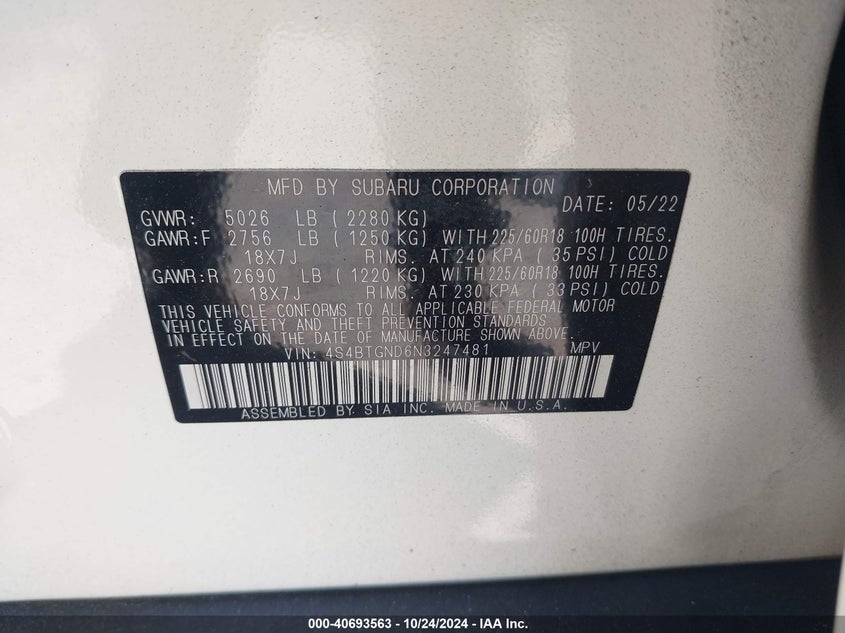 MFD BY SUBARU CORPORATION DATE: 05/22
GVWR: 5026 LB ( 2280 KG)
GAWR:F 2756 LB ( 1250 KG) WITH 225/60R18 100H TIRES.
18X7J RIMS. AT 240 KPA ( 35 PSI) COLD
GAWR:R 2690 LB ( 1220 KG) WITH 225/60R18 100H TIRES.
18X7J RIMS. AT 230 KPA ( 33 PSI) COLD
THIS VEHICLE CONFORMS TO ALL APPLICABLE FEDERAL MOTOR
VEHICLE SAFETY AND THEFT PREVENTION STANDARDS
IN EFFECT ON THE DATE OF MANUFACTURE SHOWN ABOVE.
VIN: 4S4BTGND6N3247481 MPV
ASSEMBLED BY SIA INC. MADE IN U.S.A.
000-40693563 - 10/24/2024 - IAA Inc.